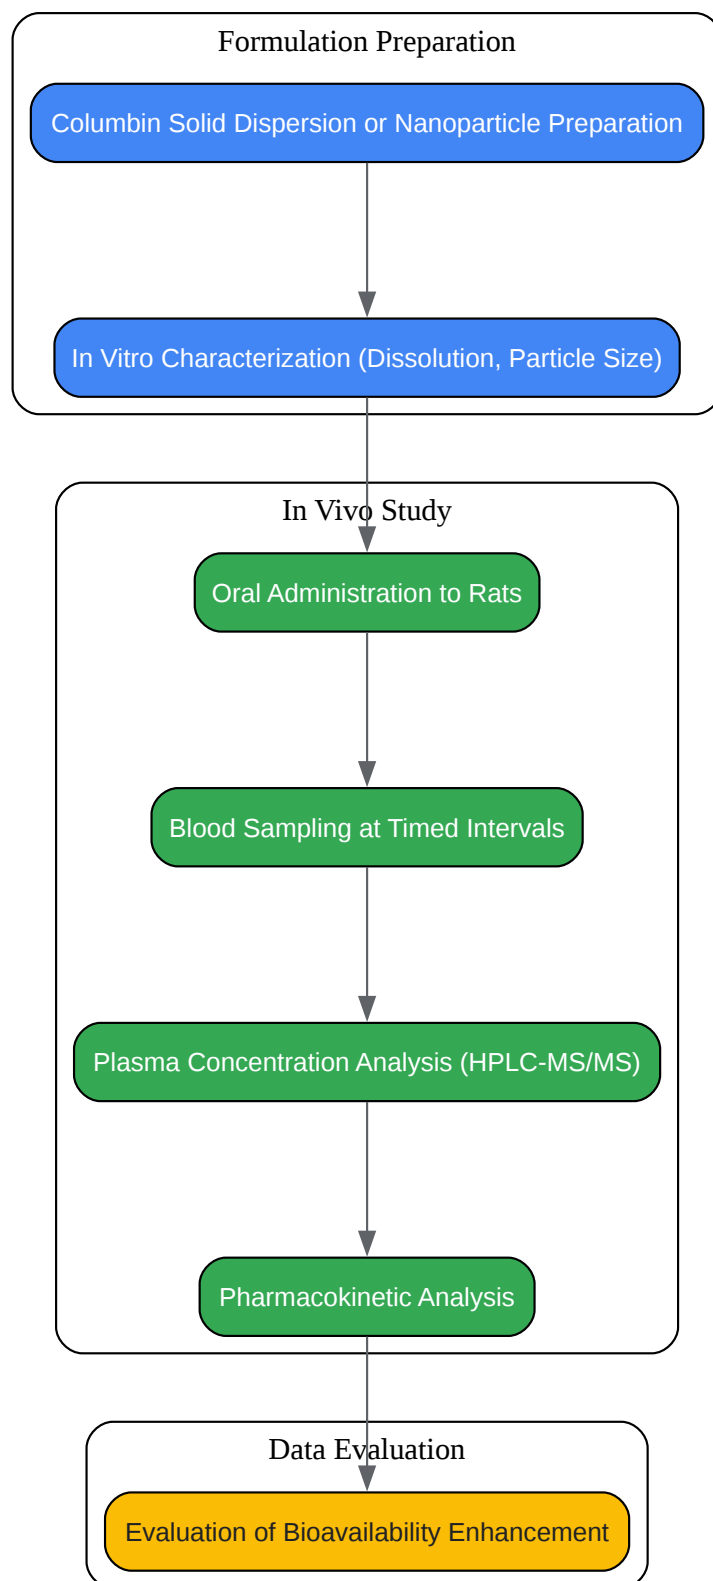 Formulation Preparation
Columbin Solid Dispersion or Nanoparticle Preparation
In Vitro Characterization (Dissolution, Particle Size)
In Vivo Study
Oral Administration to Rats
Blood Sampling at Timed Intervals
Plasma Concentration Analysis (HPLC-MS/MS)
Pharmacokinetic Analysis
Data Evaluation
Evaluation of Bioavailability Enhancement